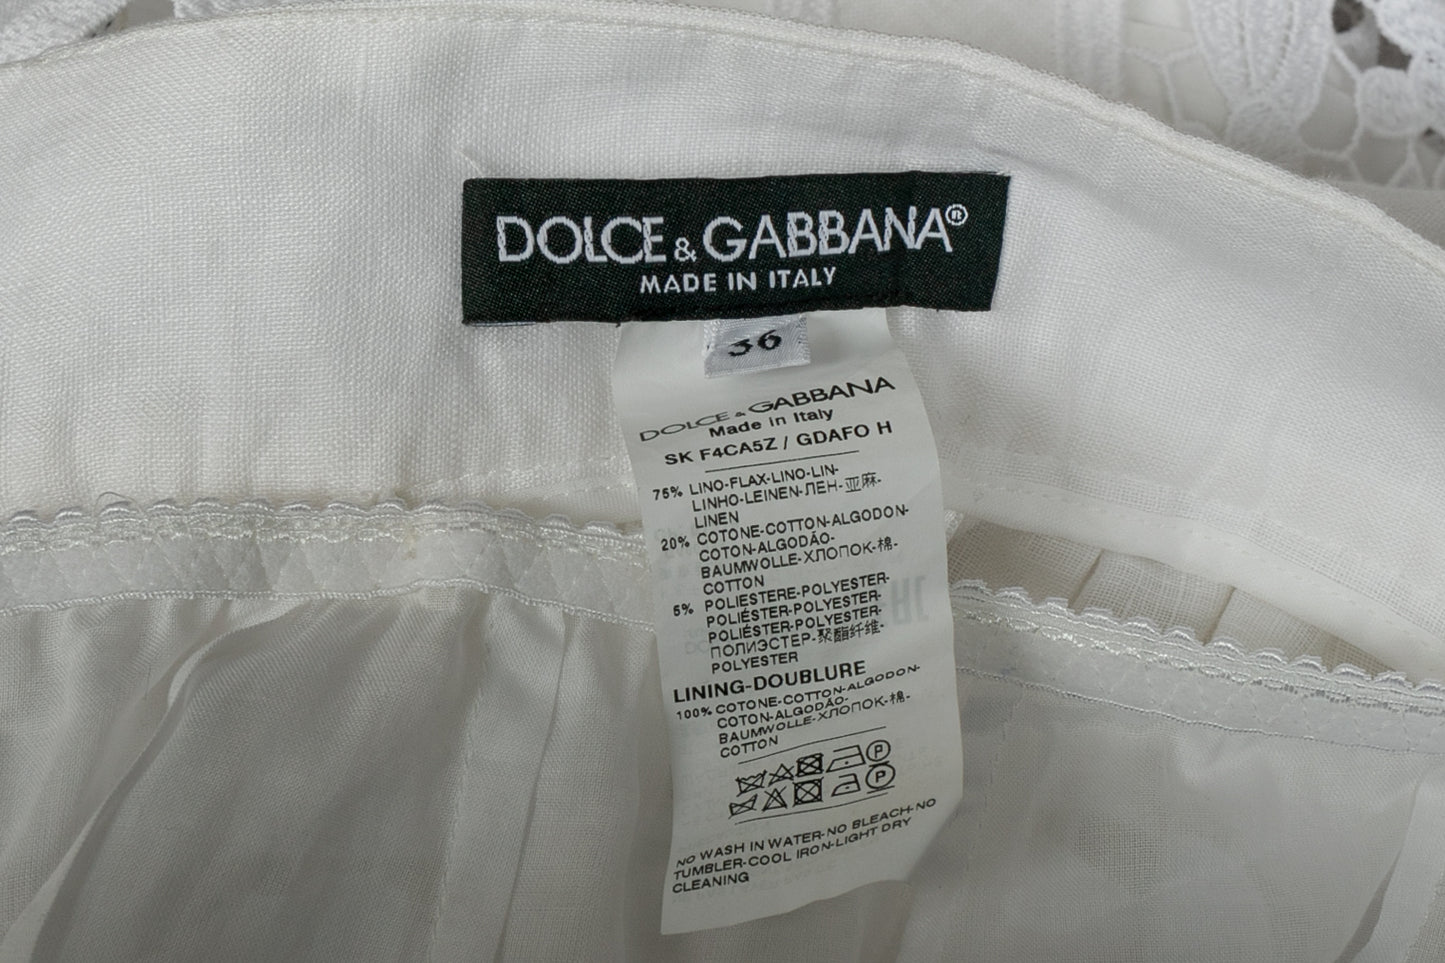 DOLCE & GABBANA®
MADE IN ITALY
36
DOLCE & GABBANA
Made in Italy
SK F4CA5Z / GDAFO H
75% LINO-FLAX-LINO-LIN-
LINHO-LEINEN-ЛЕН-亚麻-
LINEN
20% COTONE-COTTON-ALGODON-
COTON-ALGODÃO-
BAUMWOLLE-ХЛОПОК-棉-
COTTON
5% POLIESTERE-POLYESTER-
POLIÉSTER-POLYESTER-
POLIÉSTER-POLYESTER-
ПОЛИЭСТЕР-聚酯纤维-
POLYESTER
LINING-DOUBLURE
100% COTONE-COTTON-ALGODON-
COTON-ALGODÃO-
BAUMWOLLE-ХЛОПОК-棉-
COTTON
P
P
NO WASH IN WATER-NO BLEACH-NO
TUMBLER-COOL IRON-LIGHT DRY
CLEANING